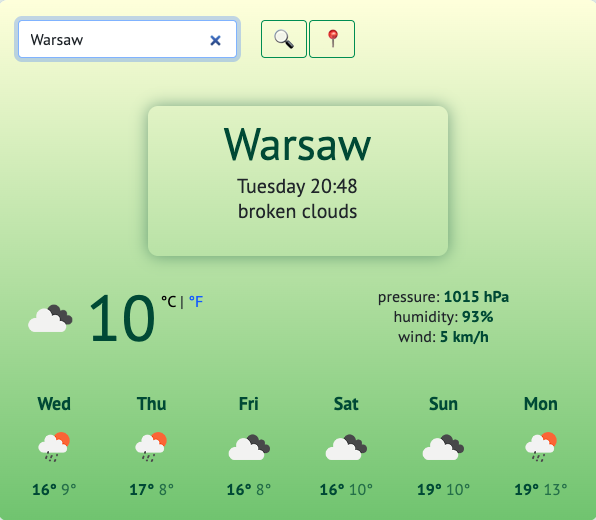 Warsaw
Warsaw
Tuesday 20:48
broken clouds
10 °C | °F
pressure: 1015 hPa
humidity: 93%
wind: 5 km/h
Wed Thu Fri Sat Sun Mon
16° 9° 17° 8° 16° 8° 16° 10° 19° 10° 19° 13°